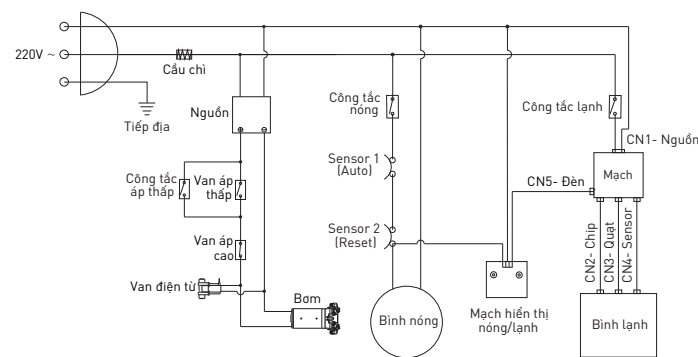 220V ~
Cầu chì
Tiếp địa
Nguồn
Công tắc
nóng
Công tắc lạnh
CN1- Nguồn
Sensor 1
(Auto)
Mạch
CN5- Đèn
Công tắc
áp thấp
Van áp
thấp
Sensor 2
(Reset)
CN2- Chip
CN3- Quạt
CN4- Sensor
Van áp
cao
Van điện từ
Bơm
Bình nóng
Mạch hiển thị
nóng/lạnh
Bình lạnh